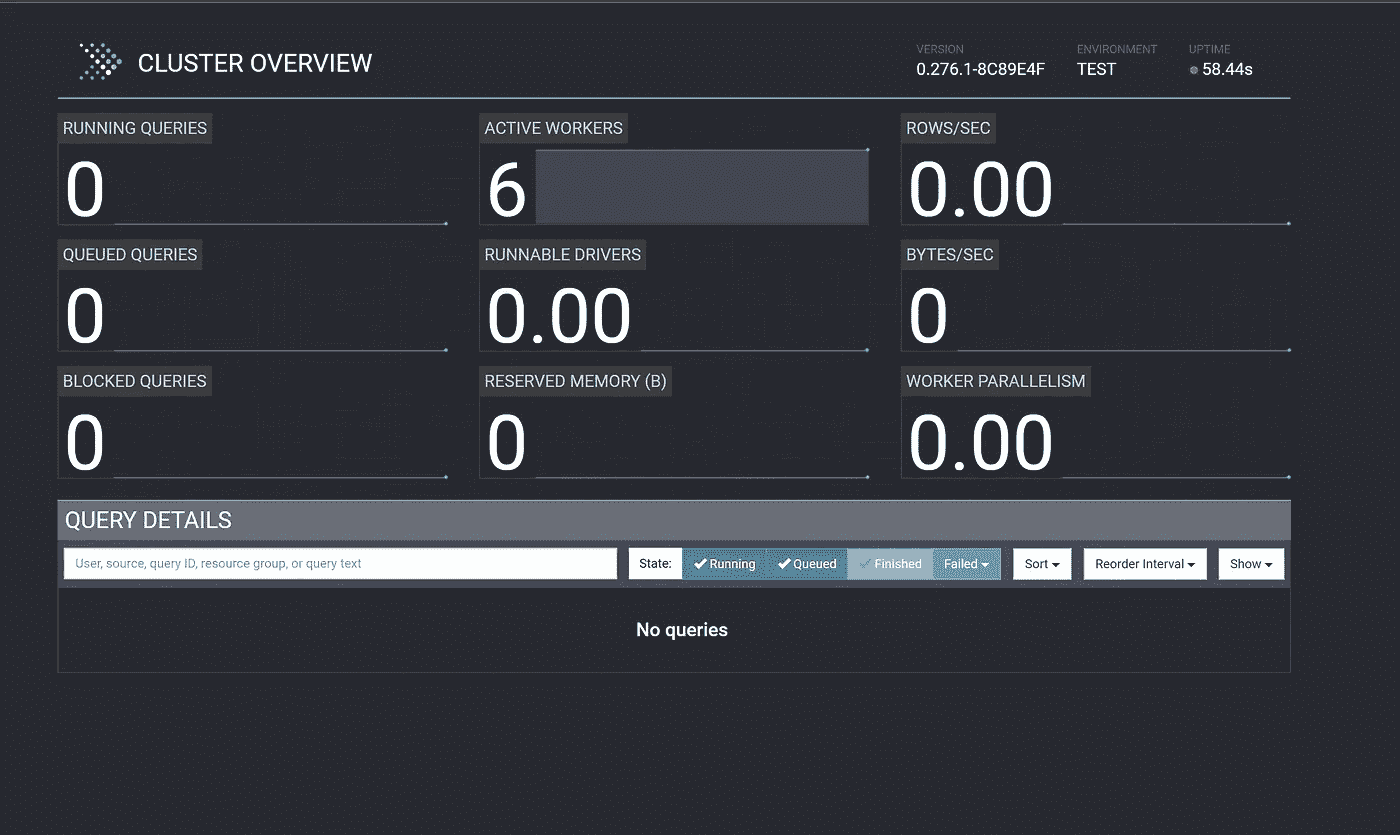 CLUSTER OVERVIEW
VERSION
0.276.1-8C89E4F
ENVIRONMENT
TEST
UPTIME
58.44s
RUNNING QUERIES
0
ACTIVE WORKERS
6
ROWS/SEC
0.00
QUEUED QUERIES
0
RUNNABLE DRIVERS
0.00
BYTES/SEC
0
BLOCKED QUERIES
0
RESERVED MEMORY (B)
0
WORKER PARALLELISM
0.00
QUERY DETAILS
User, source, query ID, resource group, or query text
State: Running Queued Finished Failed Sort Reorder Interval Show
No queries